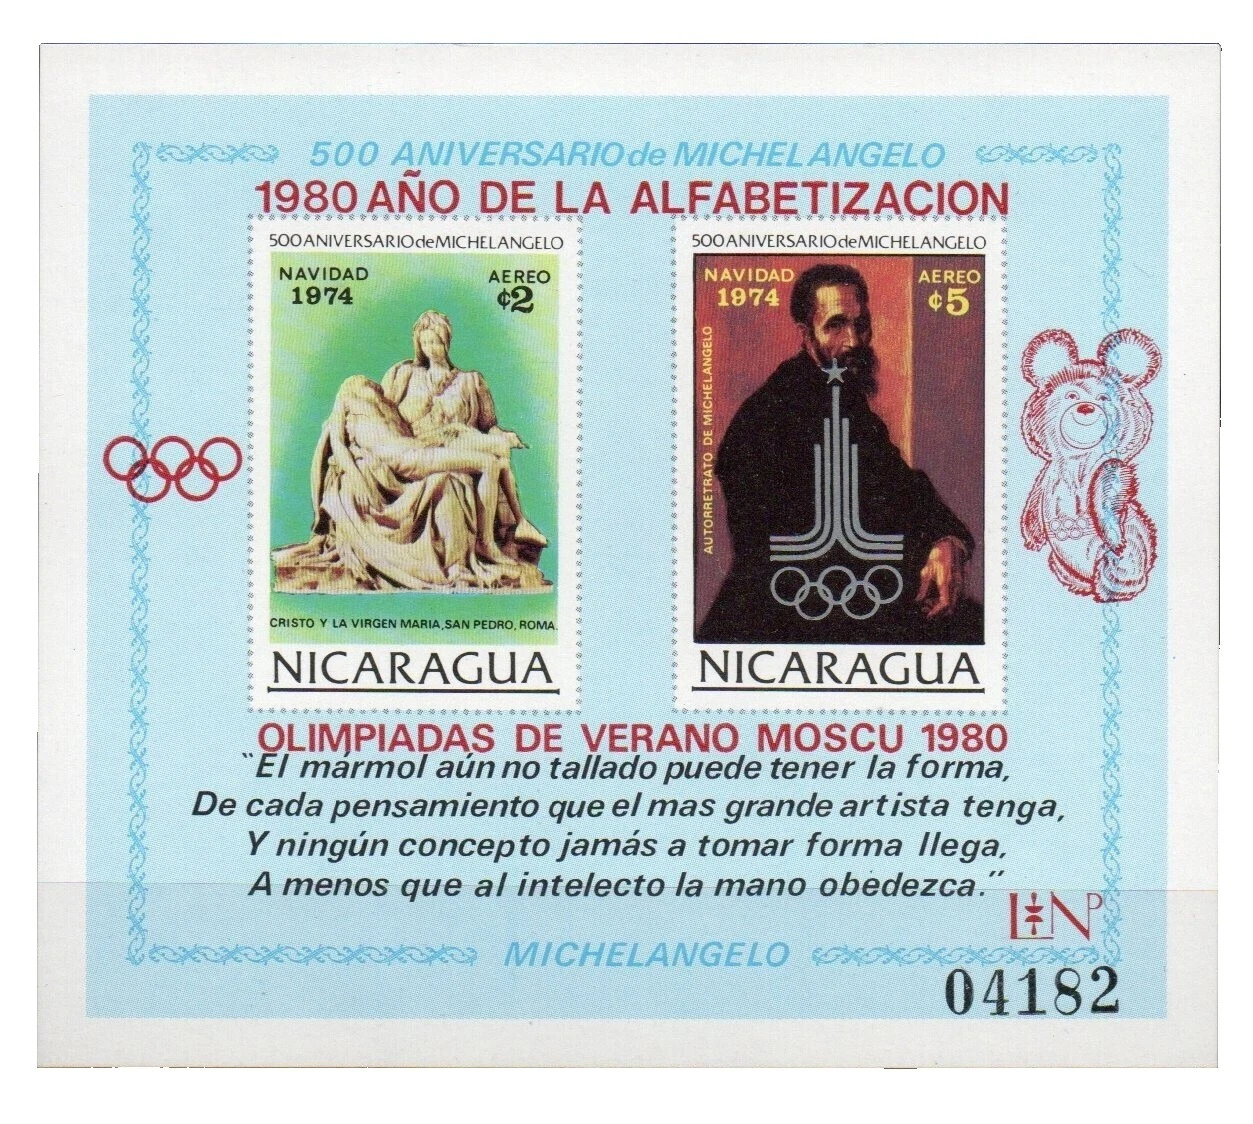 500 ANIVERSARIO de MICHELANGELO
1980 AÑO DE LA ALFABETIZACION
500 ANIVERSARIO de MICHELANGELO
NAVIDAD
1974
AEREO
¢2
CRISTO Y LA VIRGEN MARIA, SAN PEDRO, ROMA.
NICARAGUA
500 ANIVERSARIO de MICHELANGELO
NAVIDAD
1974
AEREO
¢5
AUTORRETRATO DE MICHELANGELO
NICARAGUA
OLIMPIADAS DE VERANO MOSCU 1980
"El mármol aún no tallado puede tener la forma,
De cada pensamiento que el mas grande artista tenga,
Y ningún concepto jamás a tomar forma llega,
A menos que al intelecto la mano obedezca."
MICHELANGELO
LNP
04182